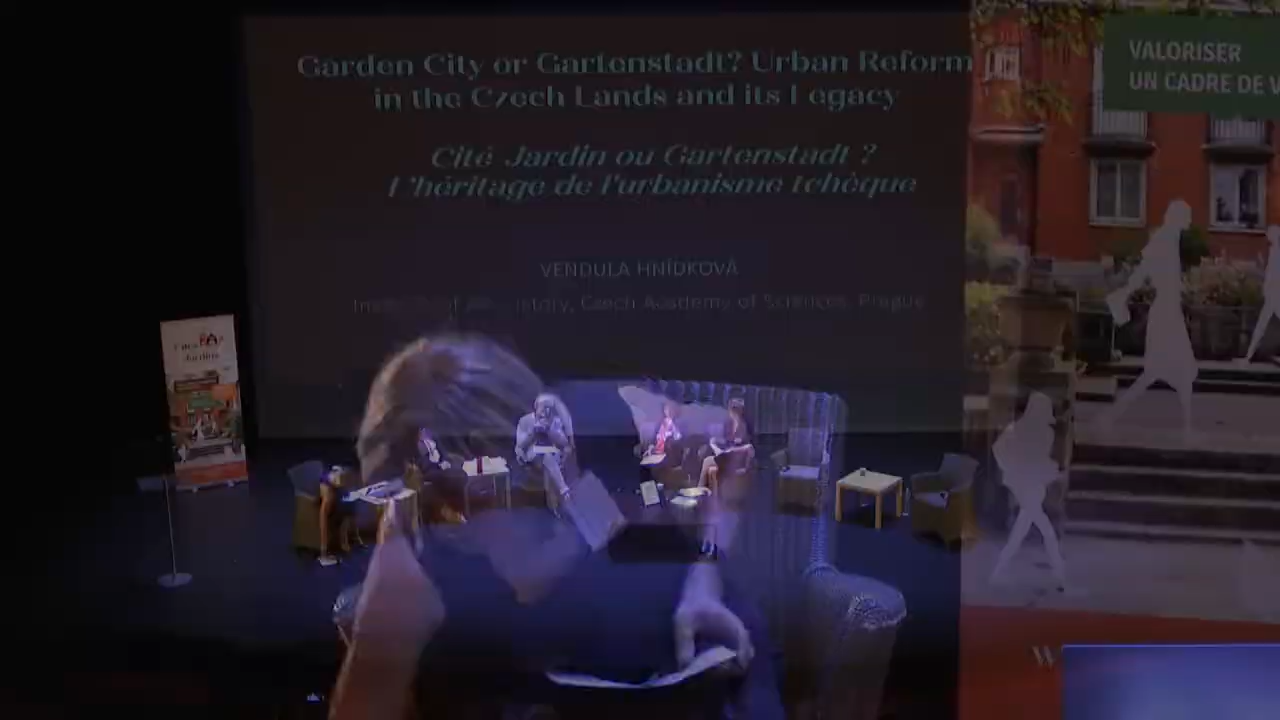 Garden City or Gartenstadt? Urban Reform
in the Czech Lands and its Legacy
Cité Jardin ou Gartenstadt ?
L'héritage de l'urbanisme tchèque
VENDULA HNÍDKOVÁ
Czech Academy of Sciences, Prague
VALORISER
UN CADRE DE V
Jardins
W